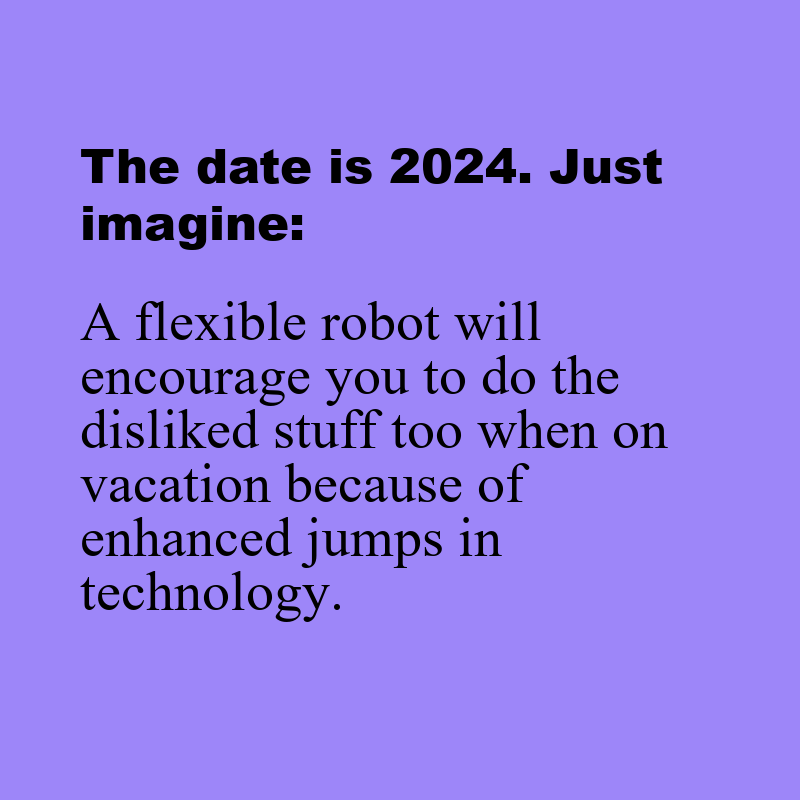 The date is 2024. Just
imagine:
A flexible robot will
encourage you to do the
disliked stuff too when on
vacation because of
enhanced jumps in
technology.